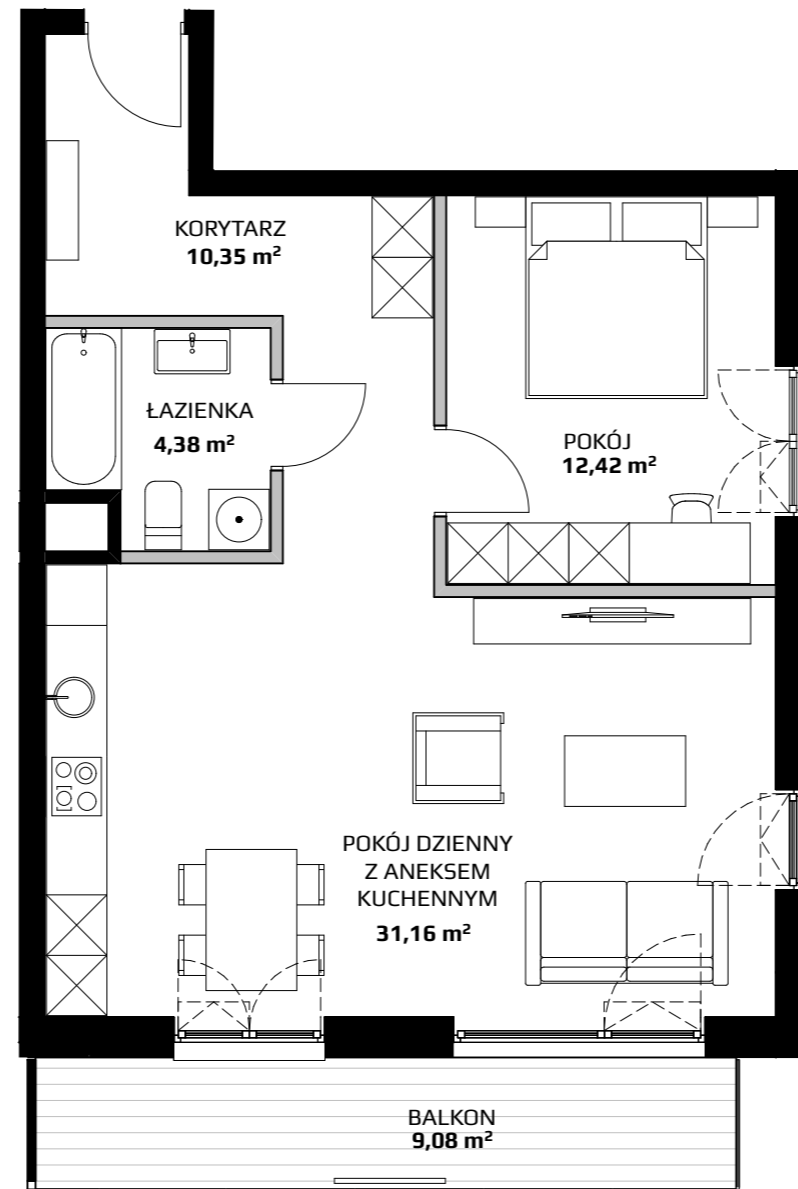 KORYTARZ
10,35 m²
ŁAZIENKA
4,38 m²
POKÓJ
12,42 m²
POKÓJ DZIENNY
Z ANEKSEM
KUCHENNYM
31,16 m²
BALKON
9,08 m²